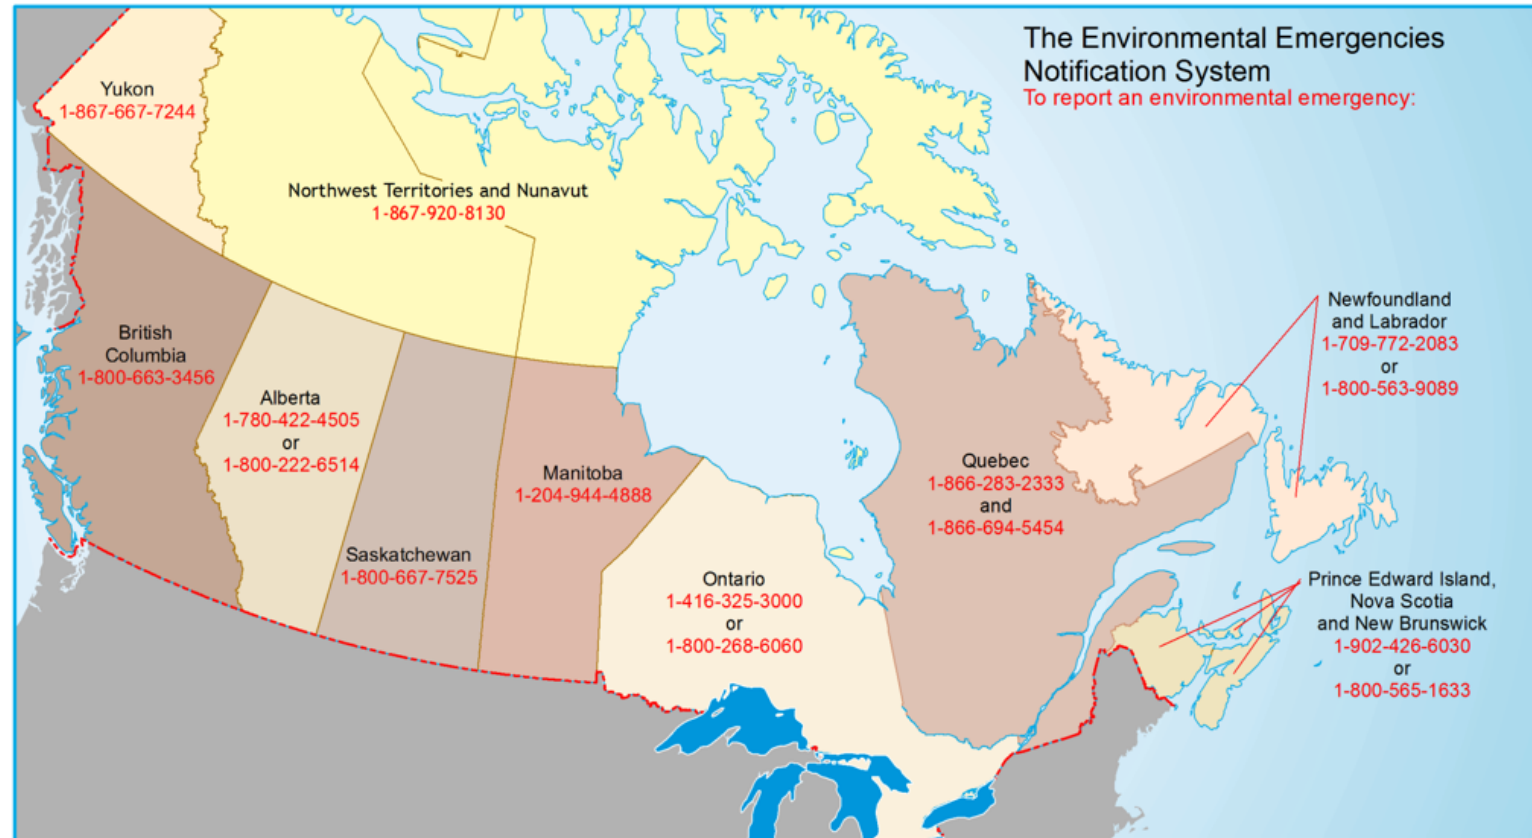 The Environmental Emergencies
Notification System
To report an environmental emergency:
Yukon
1-867-667-7244
Northwest Territories and Nunavut
1-867-920-8130
British
Columbia
1-800-663-3456
Alberta
1-780-422-4505
or
1-800-222-6514
Saskatchewan
1-800-667-7525
Manitoba
1-204-944-4888
Ontario
1-416-325-3000
or
1-800-268-6060
Quebec
1-866-283-2333
and
1-866-694-5454
Newfoundland
and Labrador
1-709-772-2083
or
1-800-563-9089
Prince Edward Island,
Nova Scotia
and New Brunswick
1-902-426-6030
or
1-800-565-1633